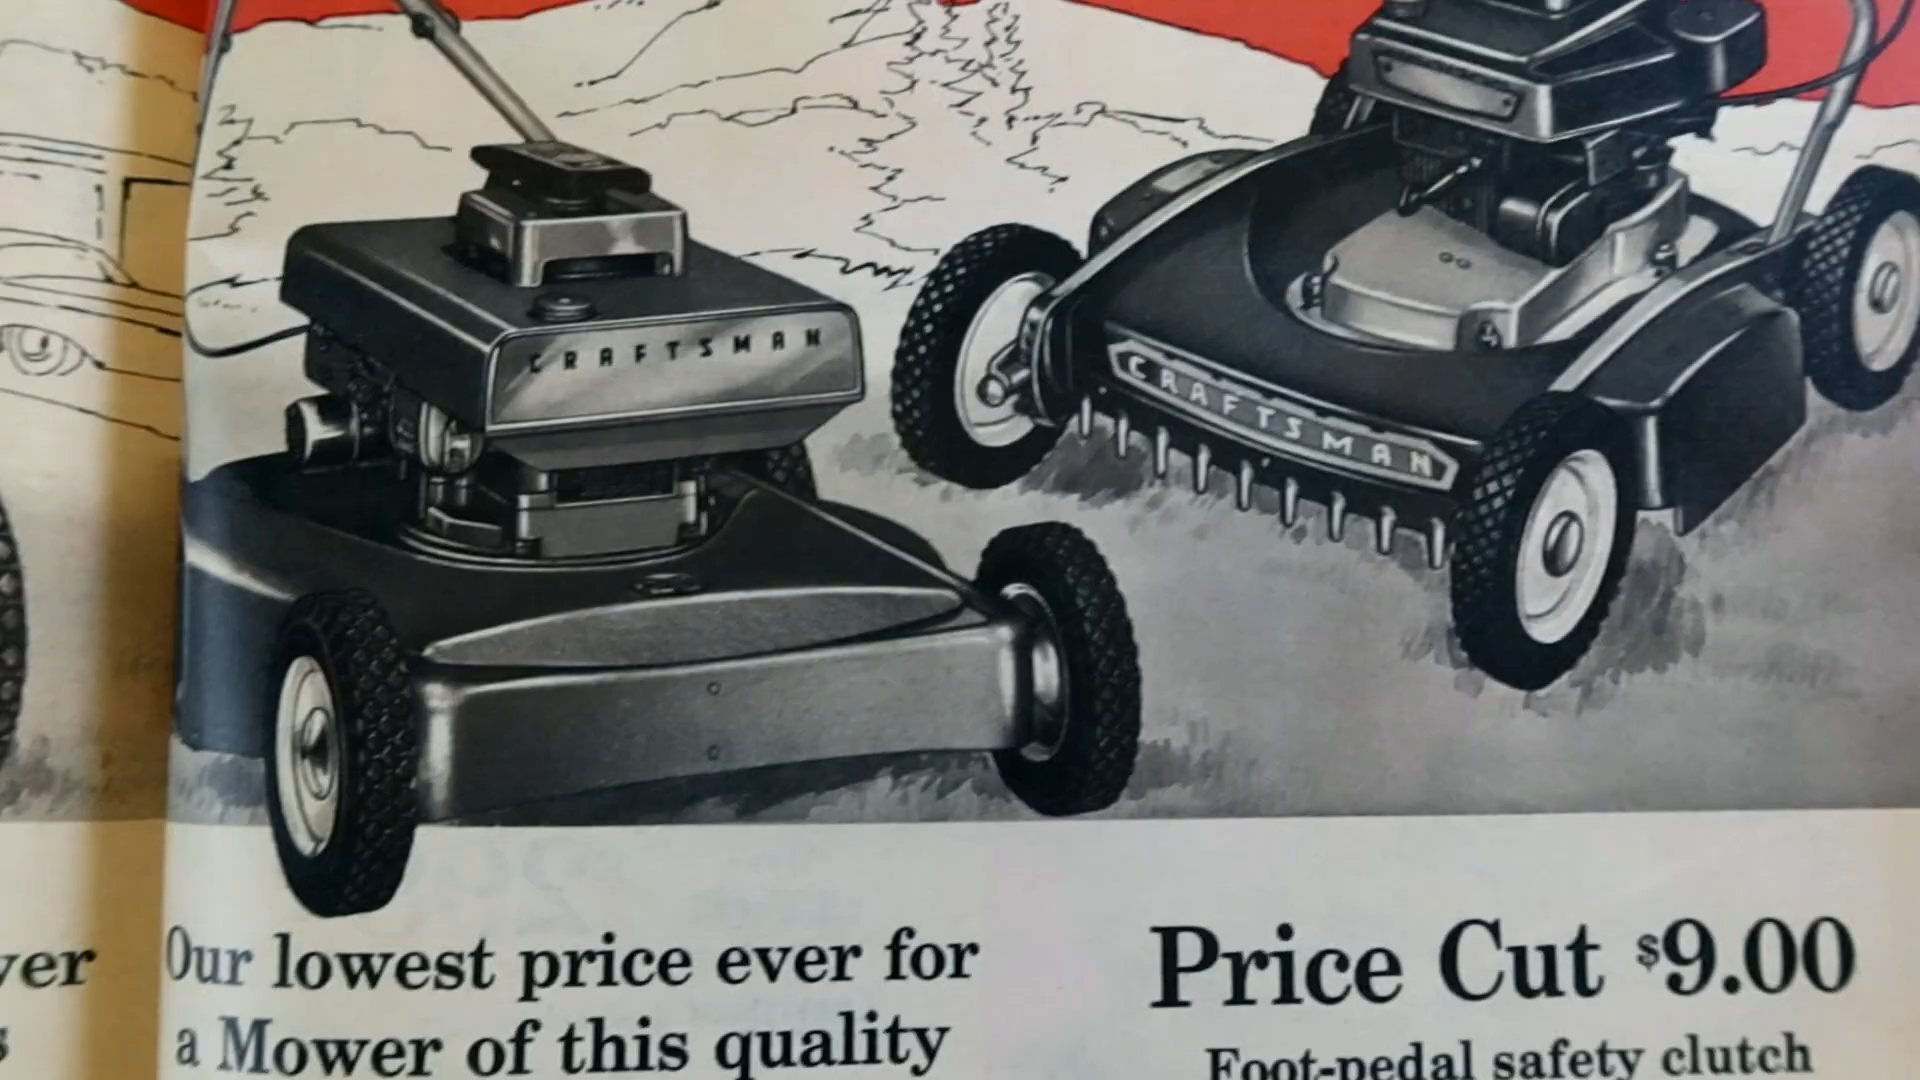 CRAFTSMAN
CRAFTSMAN
ver
Our lowest price ever for
a Mower of this quality
Price Cut $9.00
Foot-pedal safety clutch